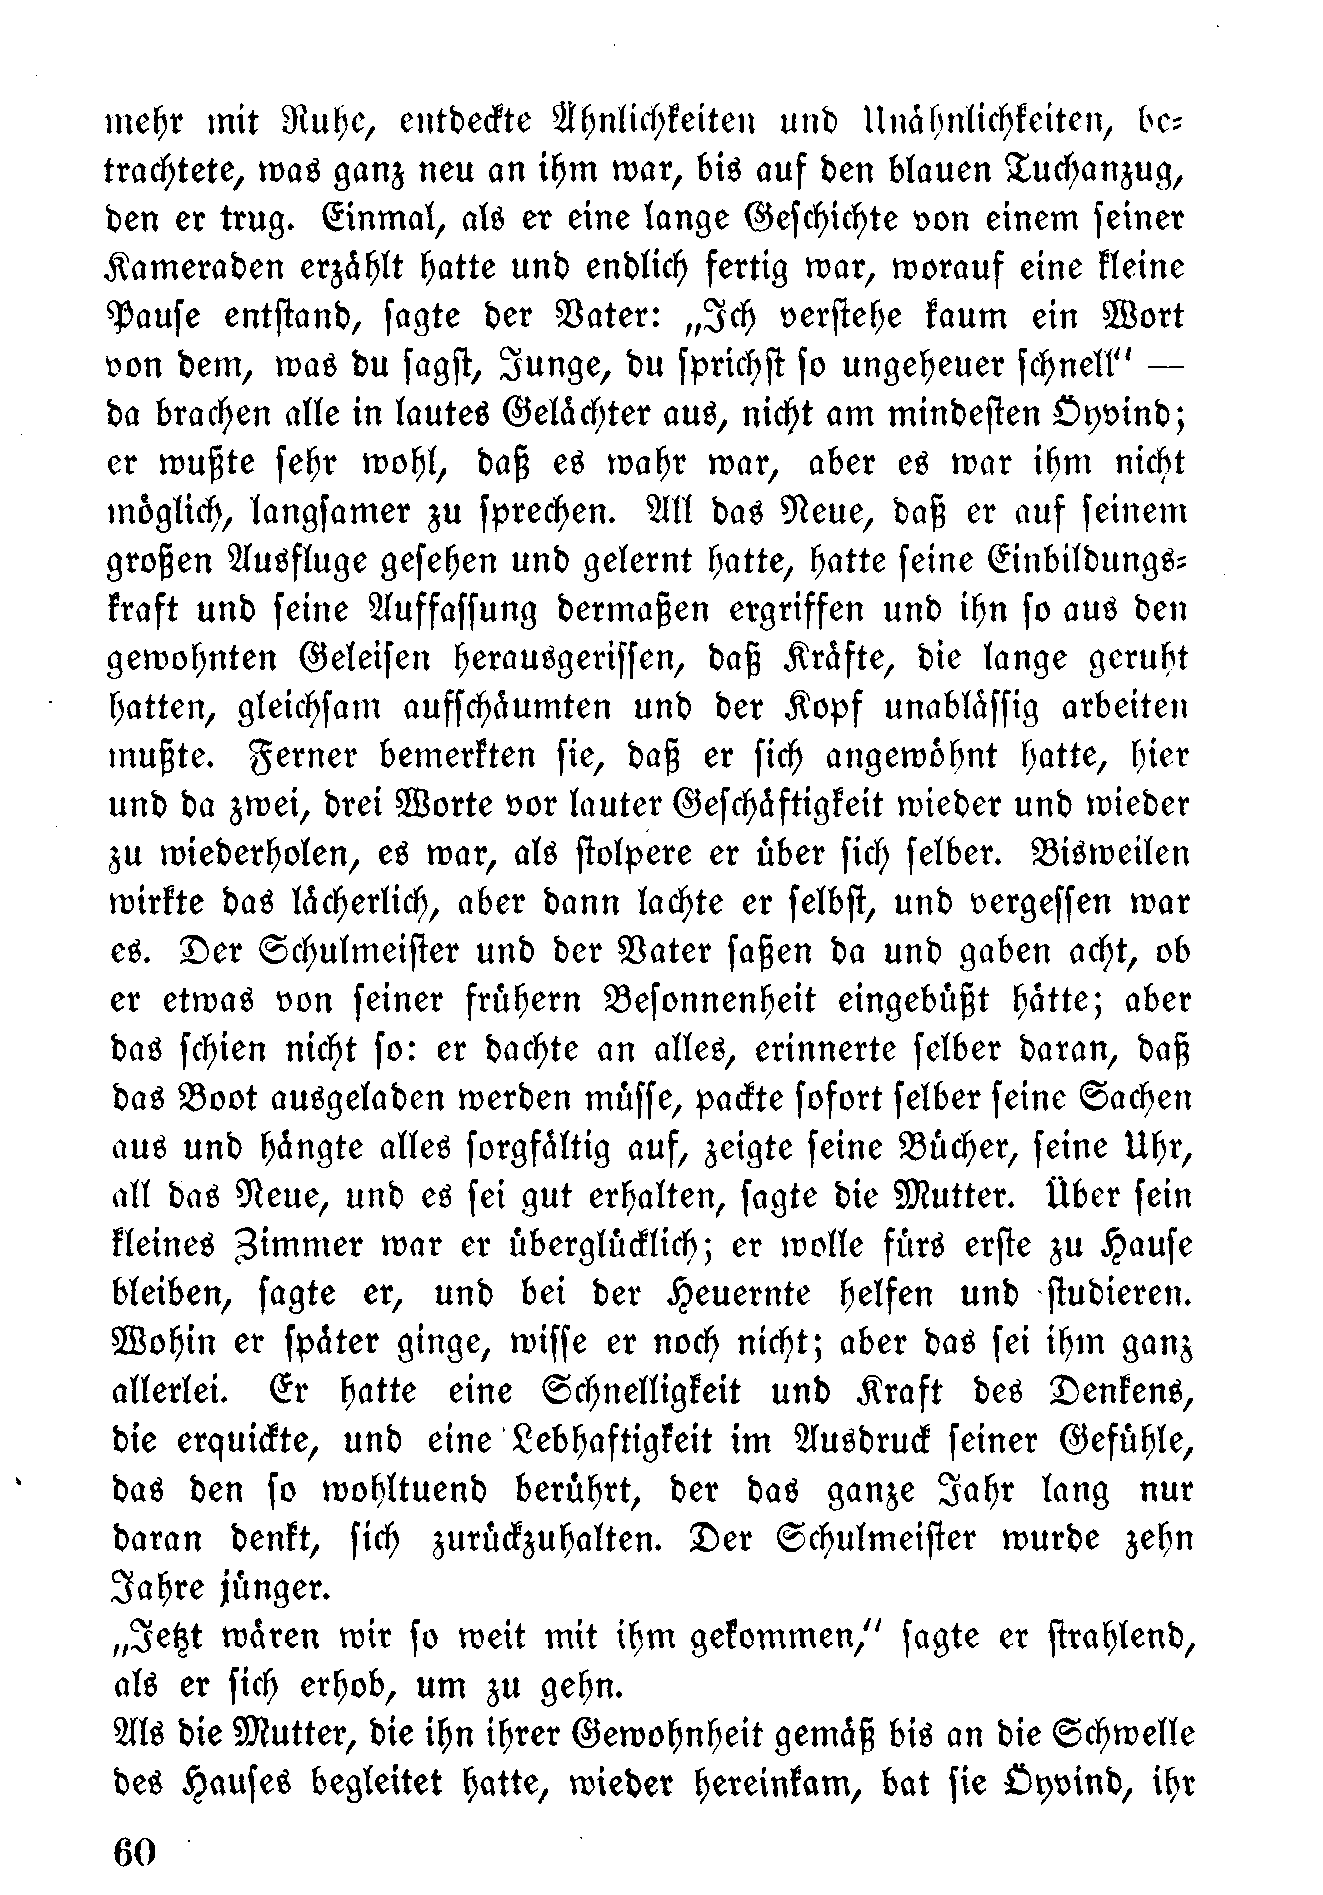 mehr mit Ruhe, entdeckte Ähnlichkeiten und Unähnlichkeiten, be⸗
trachtete, was ganz neu an ihm war, bis auf den blauen Tuchanzug,
den er trug. Einmal, als er eine lange Geschichte von einem seiner
Kameraden erzählt hatte und endlich fertig war, worauf eine kleine
Pause entstand, sagte der Vater: „Ich verstehe kaum ein Wort
von dem, was du sagst, Junge, du sprichst so ungeheuer schnell“ —
da brachen alle in lautes Gelächter aus, nicht am mindesten Öyvind;
er wußte sehr wohl, daß es wahr war, aber es war ihm nicht
möglich, langsamer zu sprechen. All das Neue, daß er auf seinem
großen Ausfluge gesehen und gelernt hatte, hatte seine Einbildungs⸗
kraft und seine Auffassung dermaßen ergriffen und ihn so aus den
gewohnten Geleisen herausgerissen, daß Kräfte, die lange geruht
hatten, gleichsam aufschäumten und der Kopf unablässig arbeiten
mußte. Ferner bemerkten sie, daß er sich angewöhnt hatte, hier
und da zwei, drei Worte vor lauter Geschäftigkeit wieder und wieder
zu wiederholen, es war, als stolpere er über sich selber. Bisweilen
wirkte das lächerlich, aber dann lachte er selbst, und vergessen war
es. Der Schulmeister und der Vater saßen da und gaben acht, ob
er etwas von seiner frühern Besonnenheit eingebüßt hätte; aber
das schien nicht so: er dachte an alles, erinnerte selber daran, daß
das Boot ausgeladen werden müsse, packte sofort selber seine Sachen
aus und hängte alles sorgfältig auf, zeigte seine Bücher, seine Uhr,
all das Neue, und es sei gut erhalten, sagte die Mutter. Über sein
kleines Zimmer war er überglücklich; er wolle fürs erste zu Hause
bleiben, sagte er, und bei der Heuernte helfen und studieren.
Wohin er später ginge, wisse er noch nicht; aber das sei ihm ganz
allerlei. Er hatte eine Schnelligkeit und Kraft des Denkens,
die erquickte, und eine Lebhaftigkeit im Ausdruck seiner Gefühle,
das den so wohltuend berührt, der das ganze Jahr lang nur
daran denkt, sich zurückzuhalten. Der Schulmeister wurde zehn
Jahre jünger.
„Jetzt wären wir so weit mit ihm gekommen,“ sagte er strahlend,
als er sich erhob, um zu gehn.
Als die Mutter, die ihn ihrer Gewohnheit gemäß bis an die Schwelle
des Hauses begleitet hatte, wieder hereinkam, bat sie Öyvind, ihr
60